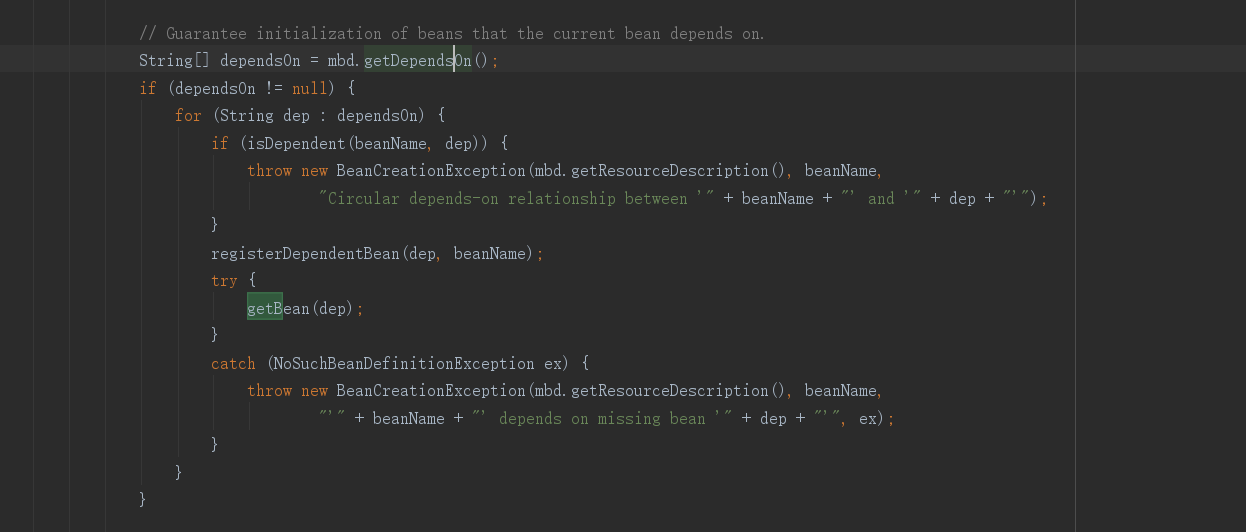 // Guarantee initialization of beans that the current bean depends on.
String[] dependsOn = mbd.getDependsOn();
if (dependsOn != null) {
for (String dep : dependsOn) {
if (isDependent(beanName, dep)) {
throw new BeanCreationException(mbd.getResourceDescription(), beanName,
"Circular depends-on relationship between '" + beanName + "' and '" + dep + "'");
}
registerDependentBean(dep, beanName);
try {
getBean(dep);
}
catch (NoSuchBeanDefinitionException ex) {
throw new BeanCreationException(mbd.getResourceDescription(), beanName,
"'" + beanName + "' depends on missing bean '" + dep + "'", ex);
}
}
}